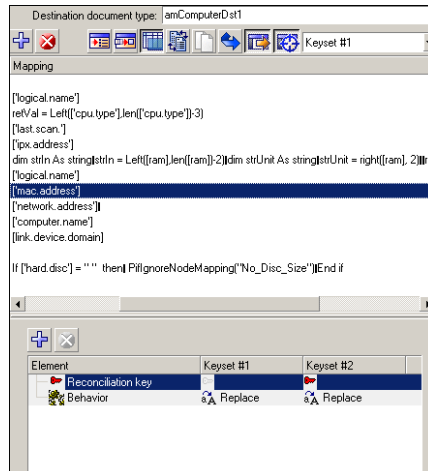 Destination document type: amComputerDst1
Keyset #1
Mapping
['logical.name']
retVal = Left(['cpu.type'],len(['cpu.type'])-3)
['last.scan.']
['ipx.address']
dim strIn As string|strIn = Left([ram],len([ram])-2)|dim strUnit As string|strUnit = right([ram], 2)||
['logical.name']
['mac.address']
['network.address']|
['computer.name']
[link.device.domain]
If ['hard.disc'] = " " then| PifIgnoreNodeMapping("No_Disc_Size")|End if
Element Keyset #1 Keyset #2
Reconciliation key
Behavior Replace Replace